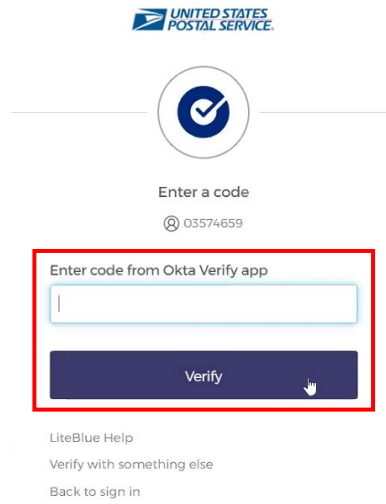 UNITED STATES
POSTAL SERVICE.
Enter a code
03574659
Enter code from Okta Verify app
Verify
LiteBlue Help
Verify with something else
Back to sign in